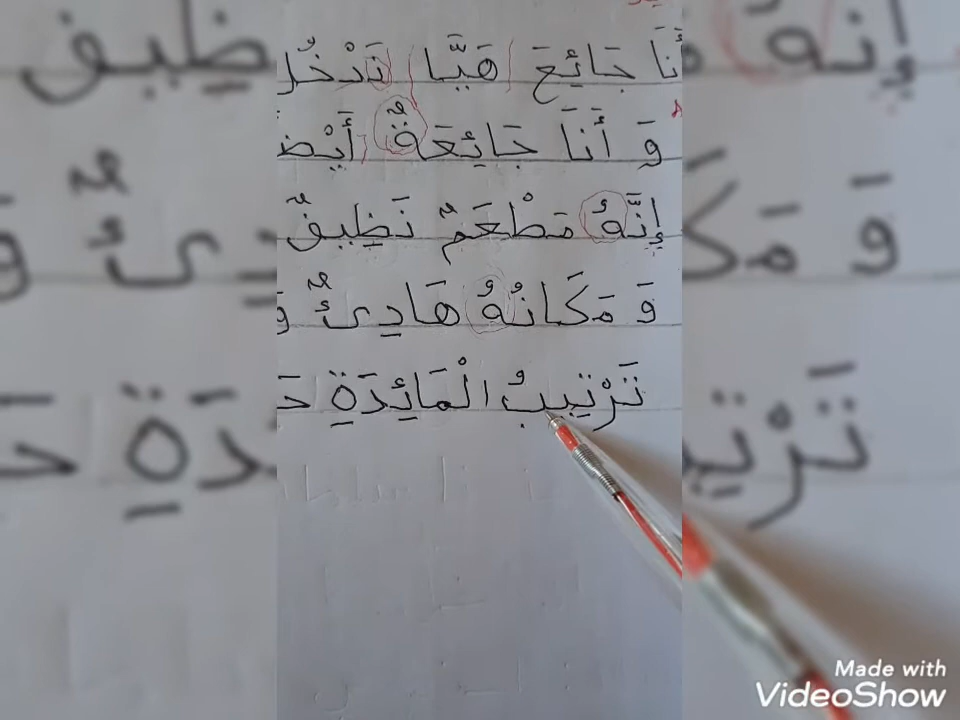 أَنَا جَائِعَ هَيَّا نَدْخُلُ
وَ أَنَا جَائِعَةٌ أَيْضً
إِنَّهُ مَطْعَمٌ نَظِيفٌ
وَ مَكَانُهُ هَادِئٌ وَ
تَرْتِيبُ الْمَائِدَةِ حَ
Made with
VideoShow